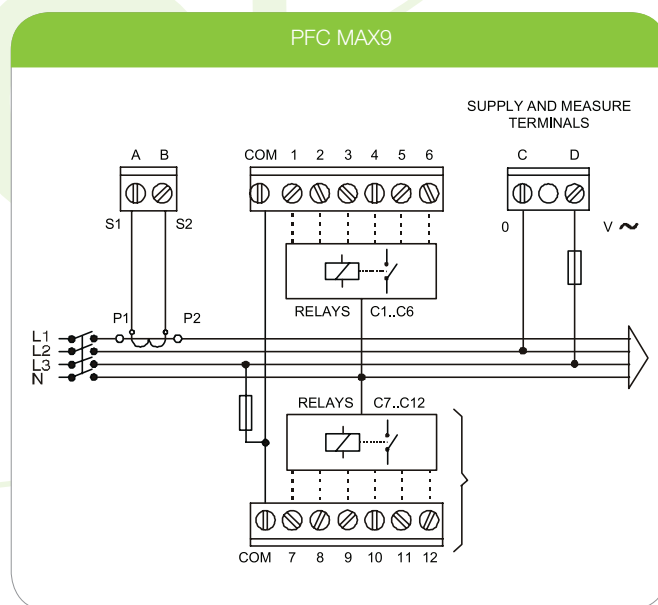 PFC MAX9
SUPPLY AND MEASURE
TERMINALS
A B
COM 1 2 3 4 5 6
C D
S1 S2
0 V ~
RELAYS C1..C6
P1 P2
L1
L2
L3
N
RELAYS C7..C12
COM 7 8 9 10 11 12